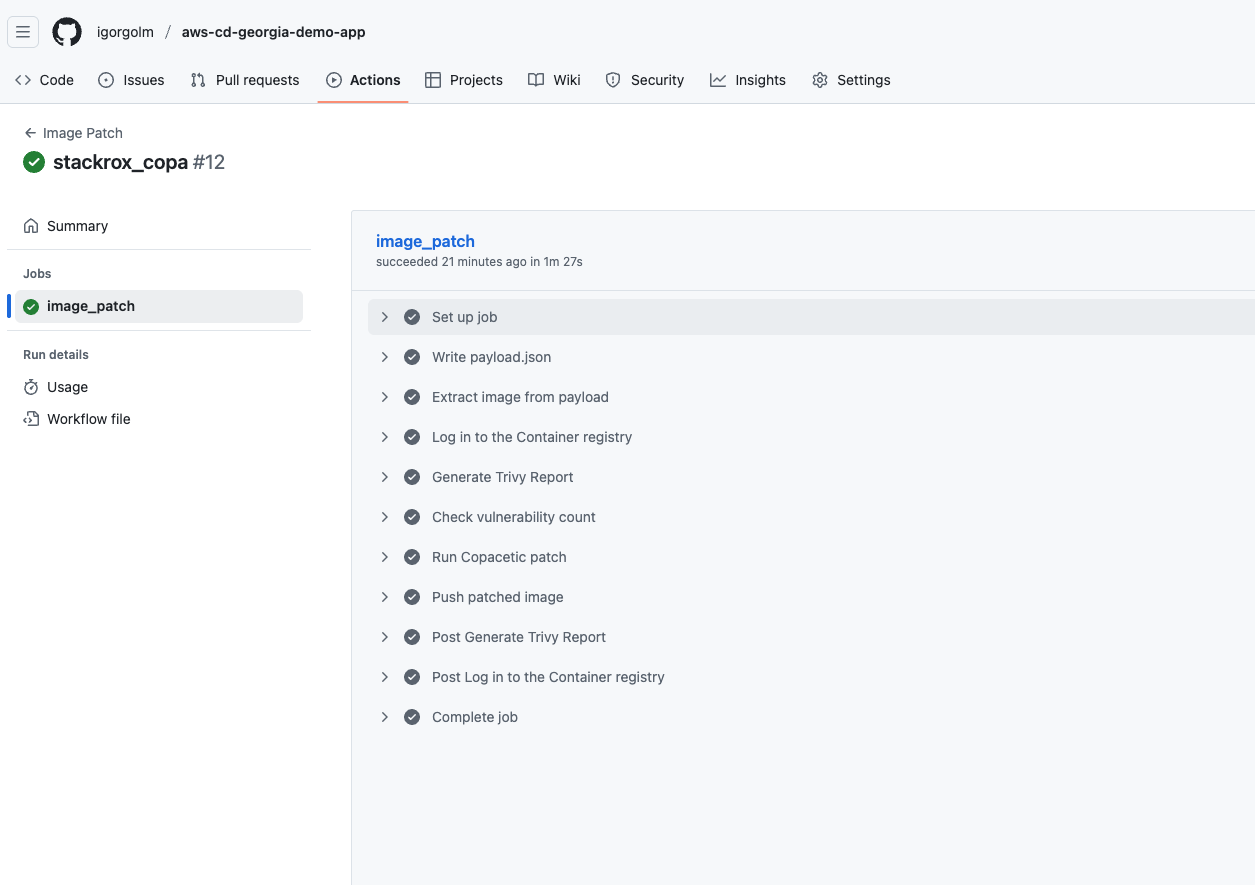 igorgolm / aws-cd-georgia-demo-app
Code Issues Pull requests Actions Projects Wiki Security Insights Settings
Image Patch
stackrox_copa #12
Summary
Jobs
image_patch
Run details
Usage
Workflow file
image_patch
succeeded 21 minutes ago in 1m 27s
Set up job
Write payload.json
Extract image from payload
Log in to the Container registry
Generate Trivy Report
Check vulnerability count
Run Copacetic patch
Push patched image
Post Generate Trivy Report
Post Log in to the Container registry
Complete job